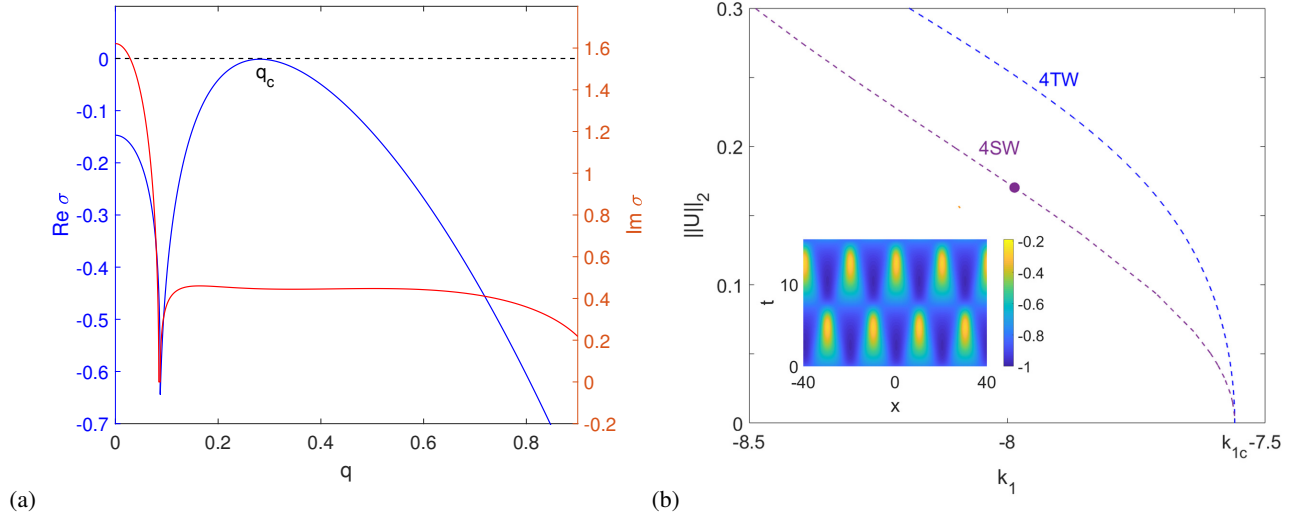 0
-0.1
-0.2
-0.3
-0.4
-0.5
-0.6
-0.7
Re σ
0 0.2 0.4 0.6 0.8
q
q_c
1.6
1.4
1.2
1
0.8
0.6
0.4
0.2
0
-0.2
Im σ
(a)
0.3
0.2
0.1
0
||U||_2
4TW
4SW
-8.5 -8 k_{1c} -7.5
k_1
10
0
t
-40 0 40
x
-0.2
-0.4
-0.6
-0.8
-1
(b)